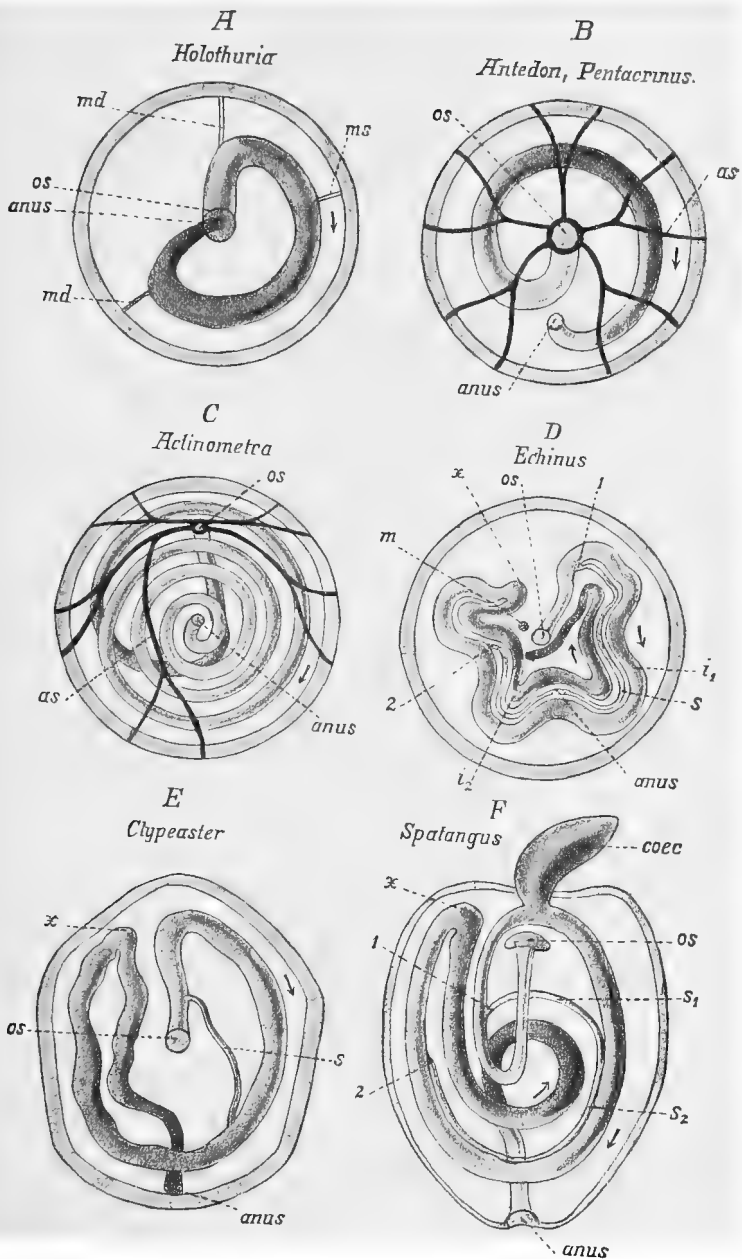 A
Holothuria
md
ms
os
anus
md
B
Antedon, Pentacrinus.
os
as
anus
C
Actinometra
os
as
anus
D
Echinus
x
os
1
m
i1
s
2
i2
anus
E
Clypeaster
x
os
s
anus
F
Spatangus
coec
x
os
1
s1
2
s2
anus